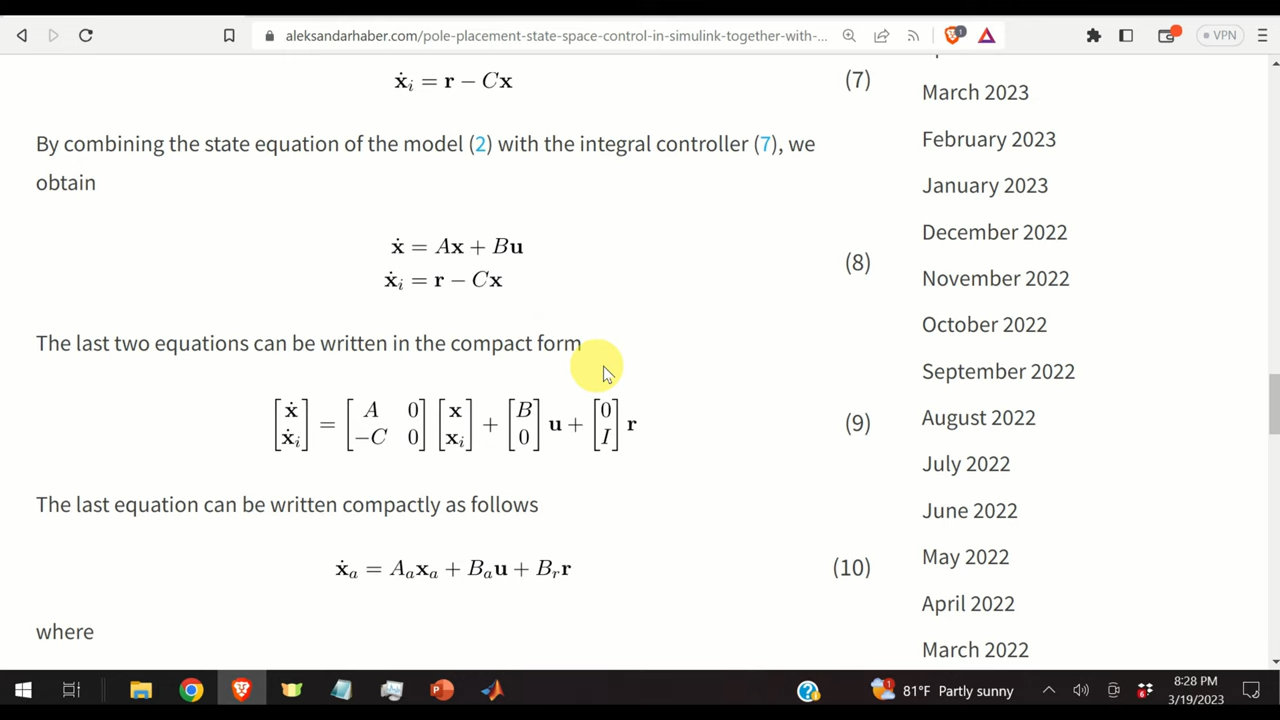 aleksandarhaber.com/pole-placement-state-space-control-in-simulink-together-with-...
VPN
ẋᵢ = r − Cx (7)
By combining the state equation of the model (2) with the integral controller (7), we
obtain
ẋ = Ax + Bu
ẋᵢ = r − Cx (8)
The last two equations can be written in the compact form
[ẋ; ẋᵢ] = [A 0; −C 0] [x; xᵢ] + [B; 0] u + [0; I] r (9)
The last equation can be written compactly as follows
ẋₐ = Aₐxₐ + Bₐu + Bᵣr (10)
where
March 2023
February 2023
January 2023
December 2022
November 2022
October 2022
September 2022
August 2022
July 2022
June 2022
May 2022
April 2022
March 2022
81°F Partly sunny
8:28 PM
3/19/2023